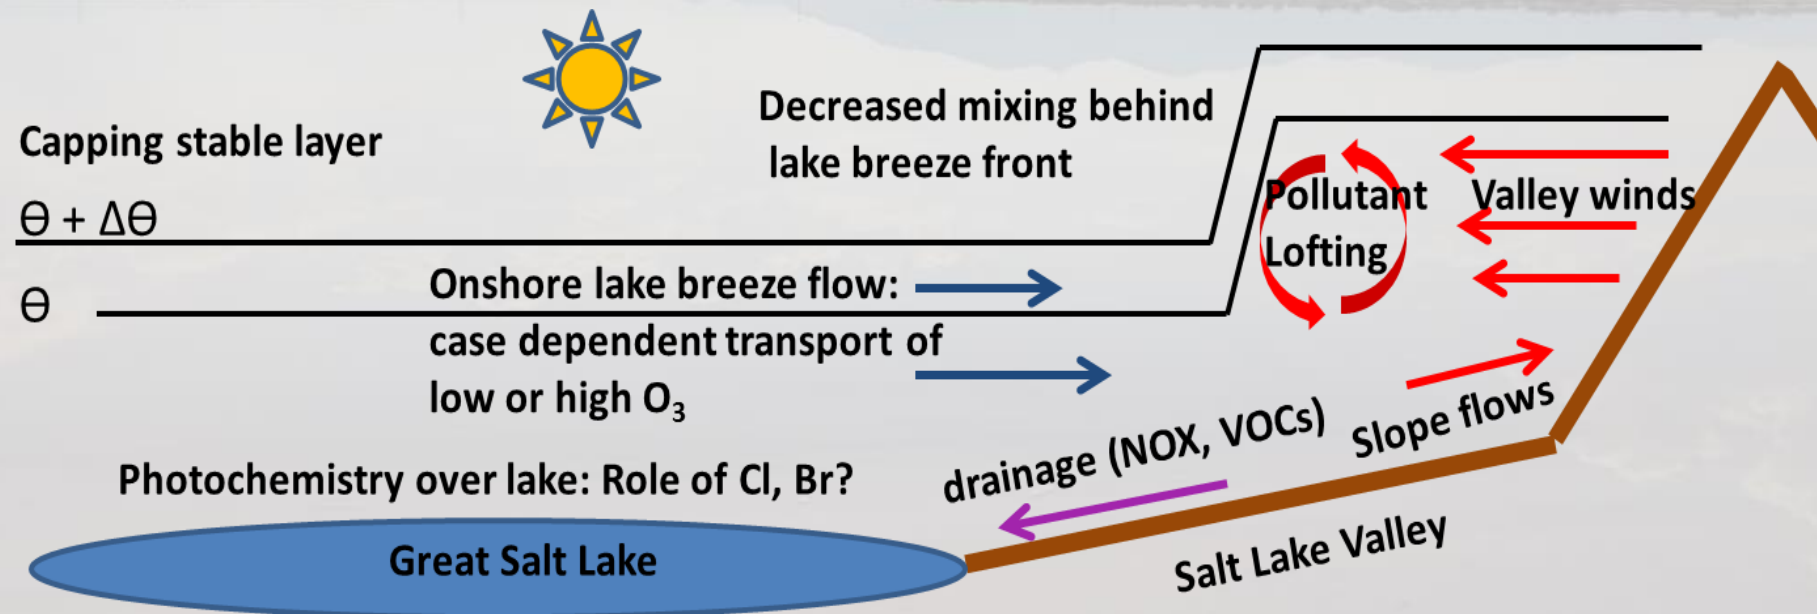 Capping stable layer
Ө + ΔӨ
Ө
Decreased mixing behind
lake breeze front
Pollutant
Lofting
Valley winds
Onshore lake breeze flow:
case dependent transport of
low or high O₃
Slope flows
drainage (NOX, VOCs)
Photochemistry over lake: Role of Cl, Br?
Great Salt Lake
Salt Lake Valley